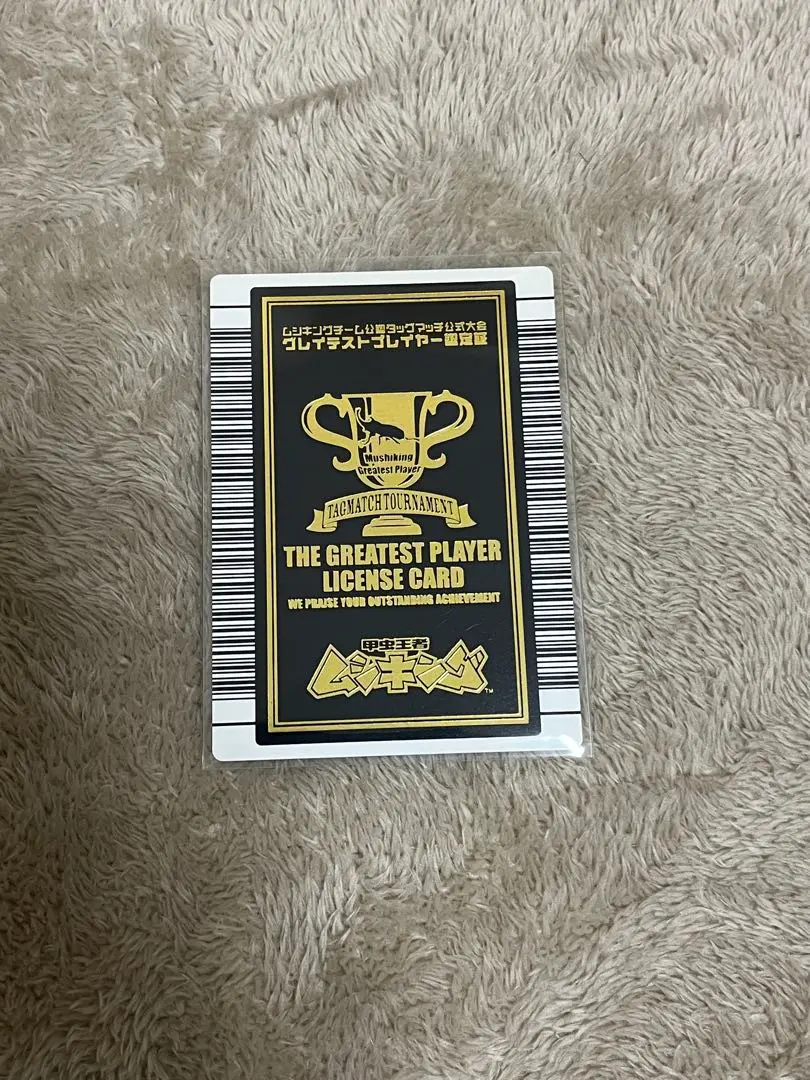 ムシキングチーム公認タッグマッチ公式大会
グレイテストプレイヤー認定証
Mushiking
Greatest Player
TAGMATCH TOURNAMENT
THE GREATEST PLAYER
LICENSE CARD
WE PRAISE YOUR OUTSTANDING ACHIEVEMENT
甲虫王者
ムシキング
TM